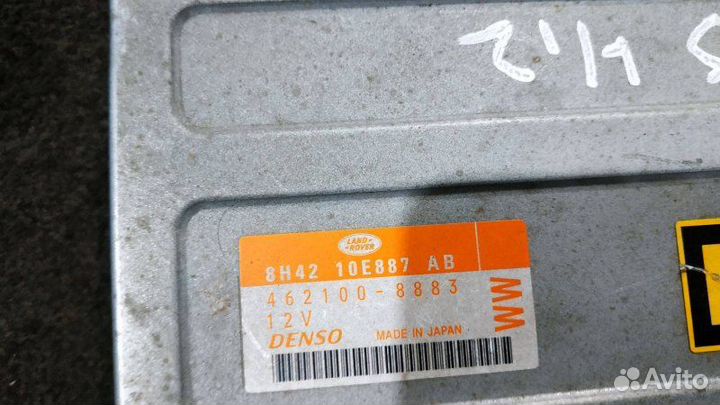 LAND ROVER
8H42 10E887 AB
462100-8883
12V
DENSO MADE IN JAPAN
WW
Avito